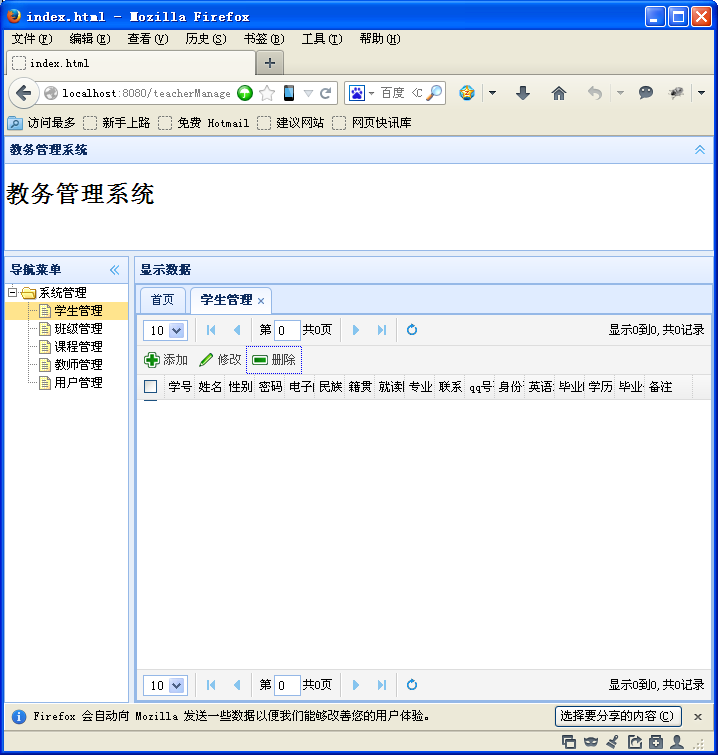 index.html - Mozilla Firefox
文件(F) 编辑(E) 查看(V) 历史(S) 书签(B) 工具(T) 帮助(H)
index.html
localhost:8080/teacherManage 百度
访问最多 新手上路 免费 Hotmail 建议网站 网页快讯库
教务管理系统
教务管理系统
导航菜单
系统管理
学生管理
班级管理
课程管理
教师管理
用户管理
显示数据
首页 学生管理
10 第 0 共0页 显示0到0, 共0记录
添加 修改 删除
学号 姓名 性别 密码 电子 民族 籍贯 就读 专业 联系 qq号 身份 英语 毕业 学历 毕业 备注
10 第 0 共0页 显示0到0, 共0记录
Firefox 会自动向 Mozilla 发送一些数据以便我们能够改善您的用户体验。 选择要分享的内容(C)